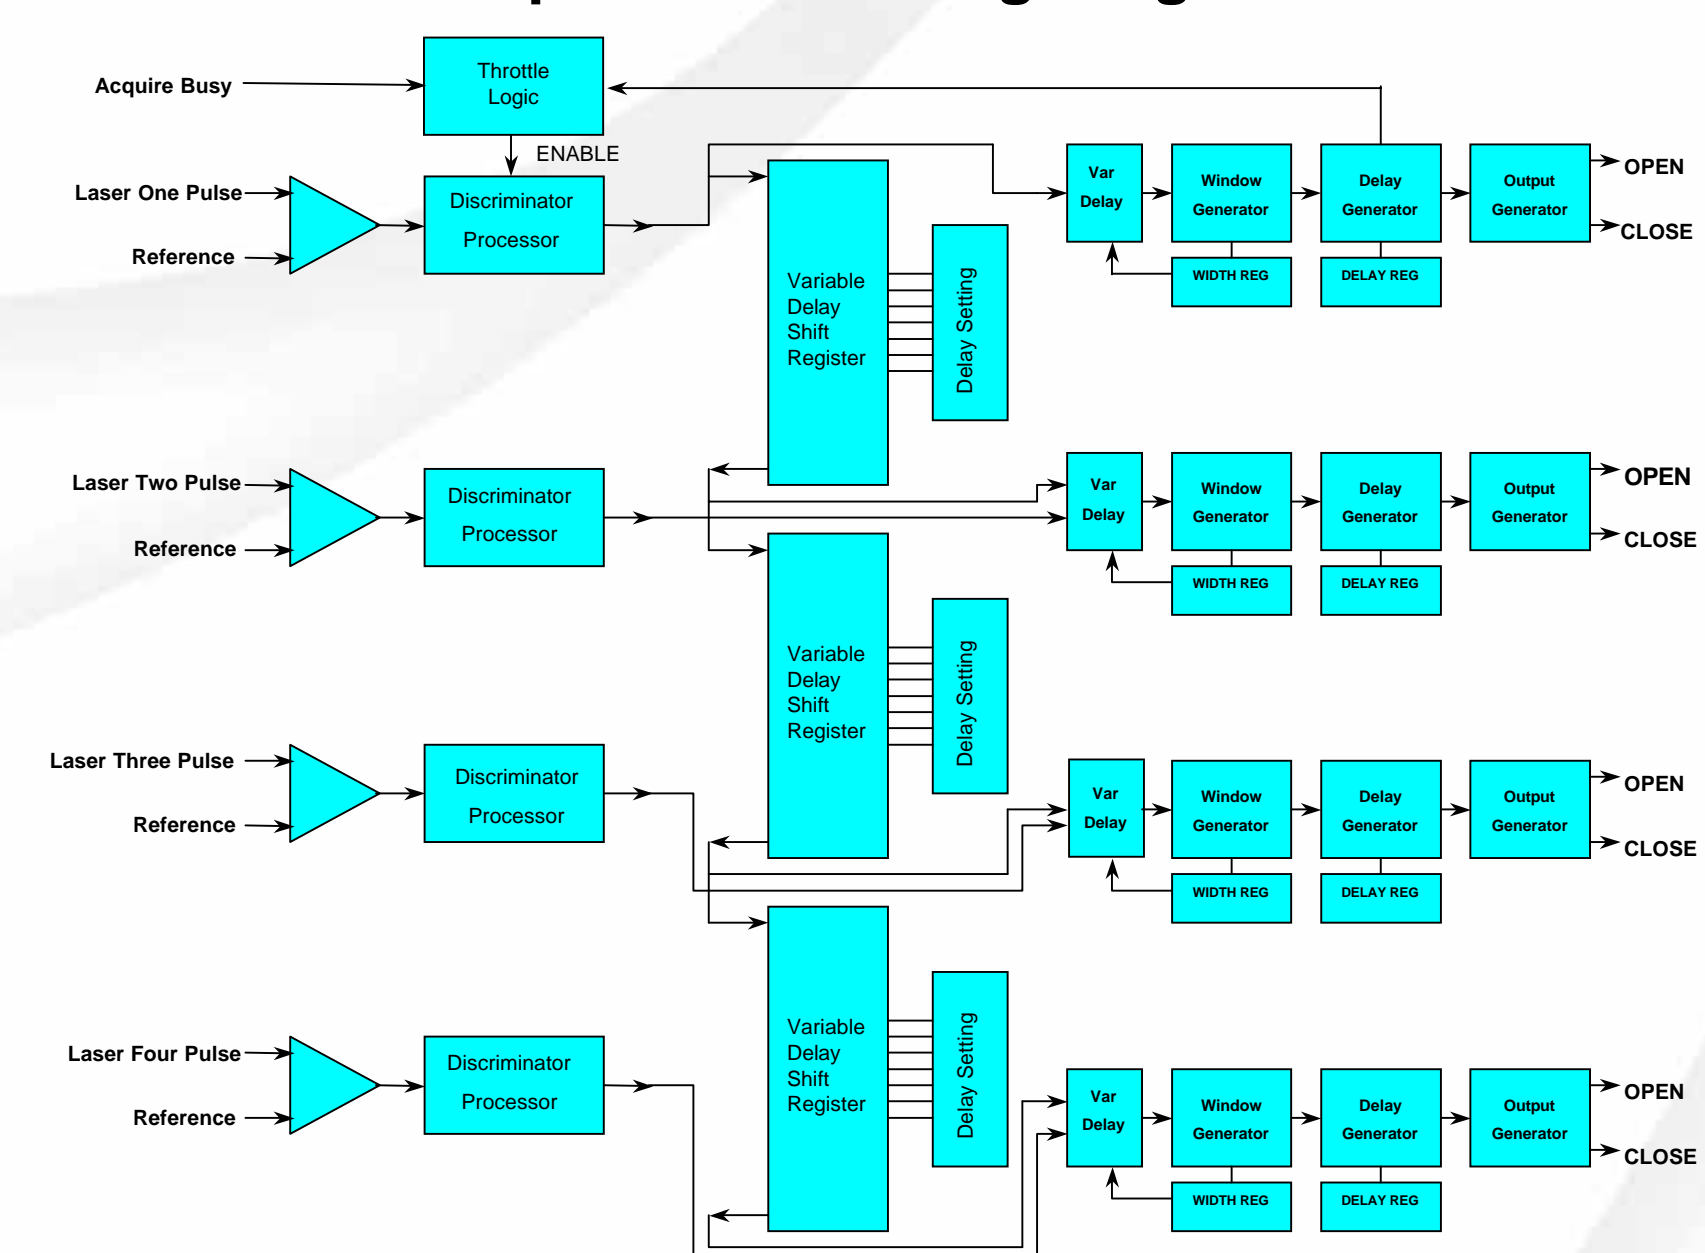 Acquire Busy
Throttle
Logic
ENABLE
Laser One Pulse
Reference
Discriminator
Processor
Variable
Delay
Shift
Register
Delay Setting
Var
Delay
Window
Generator
WIDTH REG
Delay
Generator
DELAY REG
Output
Generator
OPEN
CLOSE
Laser Two Pulse
Reference
Discriminator
Processor
Var
Delay
Window
Generator
WIDTH REG
Delay
Generator
DELAY REG
Output
Generator
OPEN
CLOSE
Variable
Delay
Shift
Register
Delay Setting
Laser Three Pulse
Reference
Discriminator
Processor
Var
Delay
Window
Generator
WIDTH REG
Delay
Generator
DELAY REG
Output
Generator
OPEN
CLOSE
Variable
Delay
Shift
Register
Delay Setting
Laser Four Pulse
Reference
Discriminator
Processor
Var
Delay
Window
Generator
WIDTH REG
Delay
Generator
DELAY REG
Output
Generator
OPEN
CLOSE